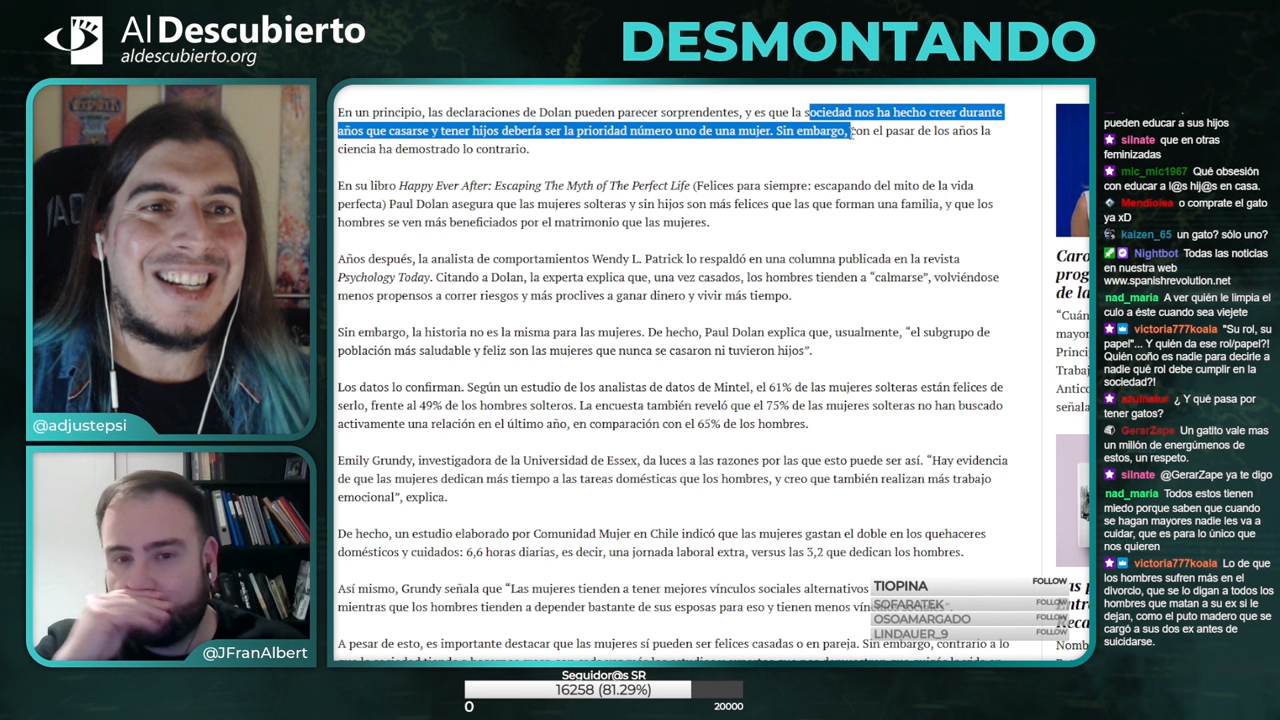 Al Descubierto
aldescubierto.org
DESMONTANDO
@adjustepsi
@JFranAlbert
En un principio, las declaraciones de Dolan pueden parecer sorprendentes, y es que la sociedad nos ha hecho creer durante
años que casarse y tener hijos debería ser la prioridad número uno de una mujer. Sin embargo, con el pasar de los años la
ciencia ha demostrado lo contrario.
En su libro Happy Ever After: Escaping The Myth of The Perfect Life (Felices para siempre: escapando del mito de la vida
perfecta) Paul Dolan asegura que las mujeres solteras y sin hijos son más felices que las que forman una familia, y que los
hombres se ven más beneficiados por el matrimonio que las mujeres.
Años después, la analista de comportamientos Wendy L. Patrick lo respaldó en una columna publicada en la revista
Psychology Today. Citando a Dolan, la experta explica que, una vez casados, los hombres tienden a “calmarse”, volviéndose
menos propensos a correr riesgos y más proclives a ganar dinero y vivir más tiempo.
Sin embargo, la historia no es la misma para las mujeres. De hecho, Paul Dolan explica que, usualmente, “el subgrupo de
población más saludable y feliz son las mujeres que nunca se casaron ni tuvieron hijos”.
Los datos lo confirman. Según un estudio de los analistas de datos de Mintel, el 61% de las mujeres solteras están felices de
serlo, frente al 49% de los hombres solteros. La encuesta también reveló que el 75% de las mujeres solteras no han buscado
activamente una relación en el último año, en comparación con el 65% de los hombres.
Emily Grundy, investigadora de la Universidad de Essex, da luces a las razones por las que esto puede ser así. “Hay evidencia
de que las mujeres dedican más tiempo a las tareas domésticas que los hombres, y creo que también realizan más trabajo
emocional”, explica.
De hecho, un estudio elaborado por Comunidad Mujer en Chile indicó que las mujeres gastan el doble en los quehaceres
domésticos y cuidados: 6,6 horas diarias, es decir, una jornada laboral extra, versus las 3,2 que dedican los hombres.
Así mismo, Grundy señala que “Las mujeres tienden a tener mejores vínculos sociales alternativos
mientras que los hombres tienden a depender bastante de sus esposas para eso y tienen menos
A pesar de esto, es importante destacar que las mujeres sí pueden ser felices casadas o en pareja. Sin embargo, contrario a lo
TIOPINA FOLLOW
SOFARATEK FOLLOW
OSOAMARGADO FOLLOW
LINDAUER_9 FOLLOW
Caro
prog
de la
“Cuán
mayor
Princi
Trabaj
Antico
señala
Nomb
pueden educar a sus hijos
silnate que en otras
feminizadas
mic_mic1967 Qué obsesión
con educar a l@s hij@s en casa.
Mendiolea o comprate el gato
ya xD
kaizen_65 un gato? sólo uno?
Nightbot Todas las noticias
en nuestra web
www.spanishrevolution.net
nad_maria A ver quién le limpia el
culo a éste cuando sea viejete
victoria777koala "Su rol, su
papel"... Y quién da ese rol/papel?!
Quién coño es nadie para decirle a
nadie qué rol debe cumplir en la
sociedad?!
azulnatur ¿ Y qué pasa por
tener gatos?
GerarZape Un gatito vale mas
un millón de energúmenos de
estos, un respeto.
silnate @GerarZape ya te digo
nad_maria Todos estos tienen
miedo porque saben que cuando
se hagan mayores nadie les va a
cuidar, que es para lo único que
nos quieren
victoria777koala Lo de que
los hombres sufren más en el
divorcio, que se lo digan a todos los
hombres que matan a su ex si le
dejan, como el puto madero que se
cargó a sus dos ex antes de
suicidarse.
Seguidor@s SR
16258 (81.29%)
0 20000